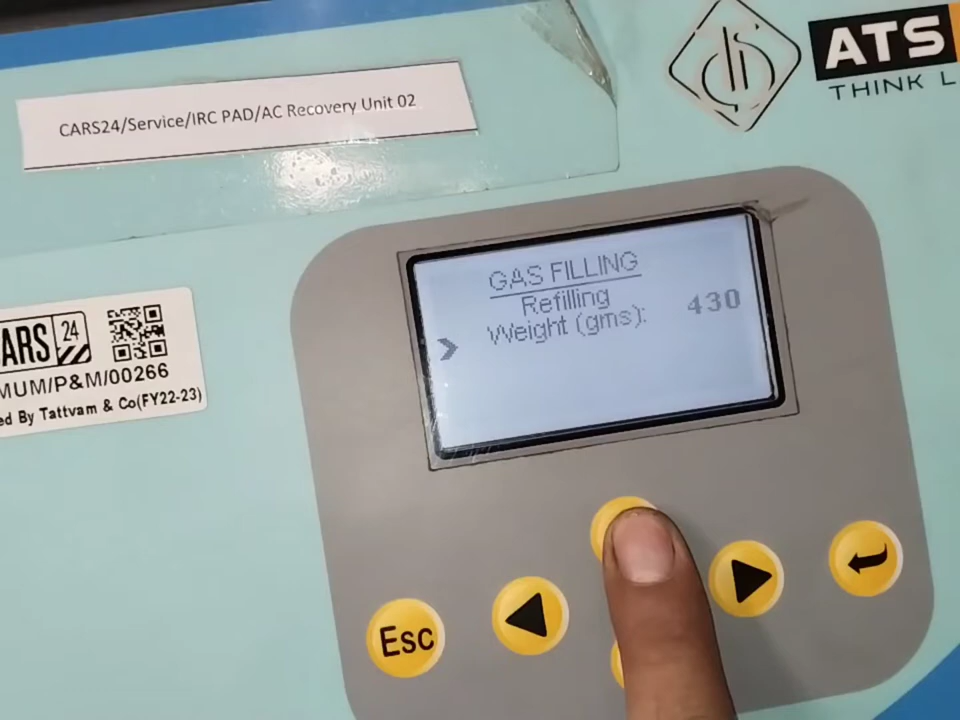 CARS24/Service/IRC PAD/AC Recovery Unit 02
ATS
THINK L
GAS FILLING
Refilling
Weight (gms): 430
ARS 24
MUM/P&M/00266
ed By Tattvam & Co(FY22-23)
Esc